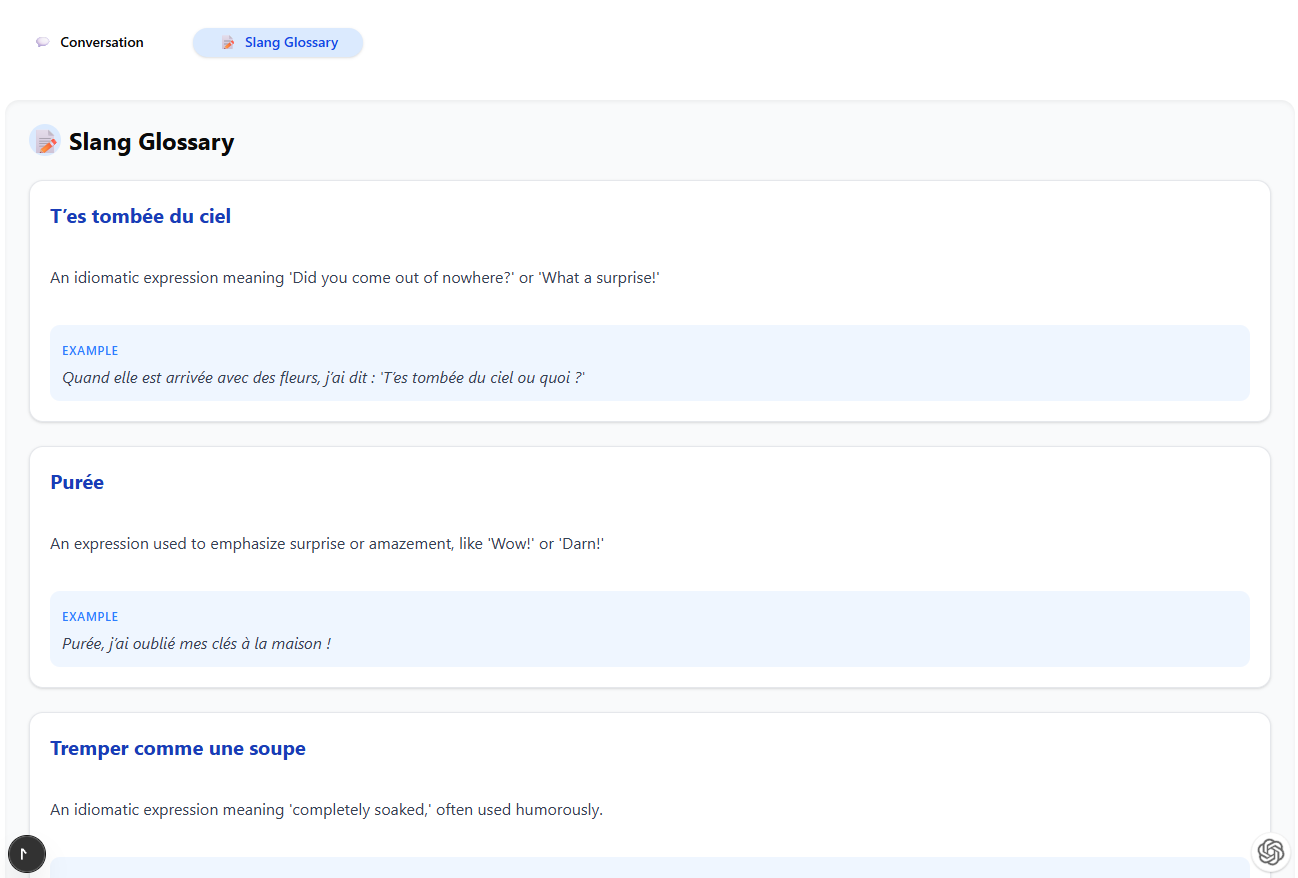 Conversation
Slang Glossary
Slang Glossary
T’es tombée du ciel
An idiomatic expression meaning 'Did you come out of nowhere?' or 'What a surprise!'
EXAMPLE
Quand elle est arrivée avec des fleurs, j’ai dit : 'T’es tombée du ciel ou quoi ?'
Purée
An expression used to emphasize surprise or amazement, like 'Wow!' or 'Darn!'
EXAMPLE
Purée, j’ai oublié mes clés à la maison !
Tremper comme une soupe
An idiomatic expression meaning 'completely soaked,' often used humorously.